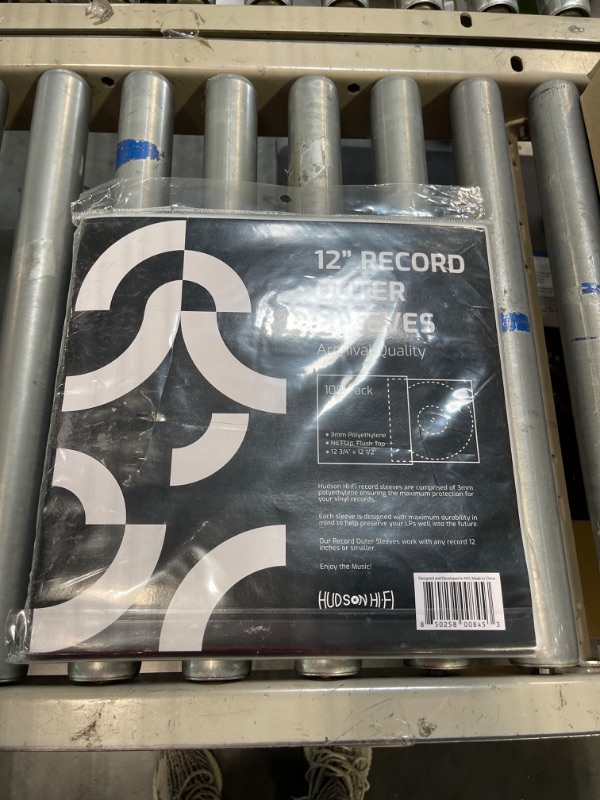 12" RECORD
OUTER
SLEEVES
Archival Quality
100 Pack
• 3mm Polyethylene
• No Flap, Flush Top
• 12 3/4" x 12 1/2"
Hudson Hi-Fi record sleeves are comprised of 3mm
polyethylene ensuring the maximum protection for
your vinyl records.
Each sleeve is designed with maximum durability in
mind to help preserve your LPs well into the future.
Our Record Outer Sleeves work with any record 12
inches or smaller.
Enjoy the Music!
HUDSON HI-FI
Designed and Developed in NYC Made in China
8 50258 00845 3